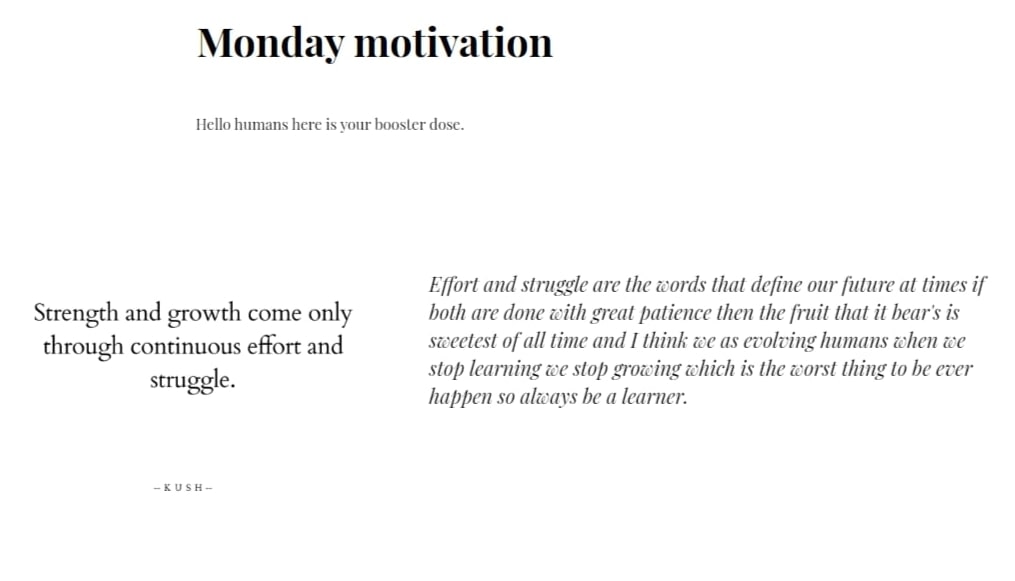 Monday motivation
Hello humans here is your booster dose.
Strength and growth come only
through continuous effort and
struggle.
–KUSH–
Effort and struggle are the words that define our future at times if
both are done with great patience then the fruit that it bear's is
sweetest of all time and I think we as evolving humans when we
stop learning we stop growing which is the worst thing to be ever
happen so always be a learner.